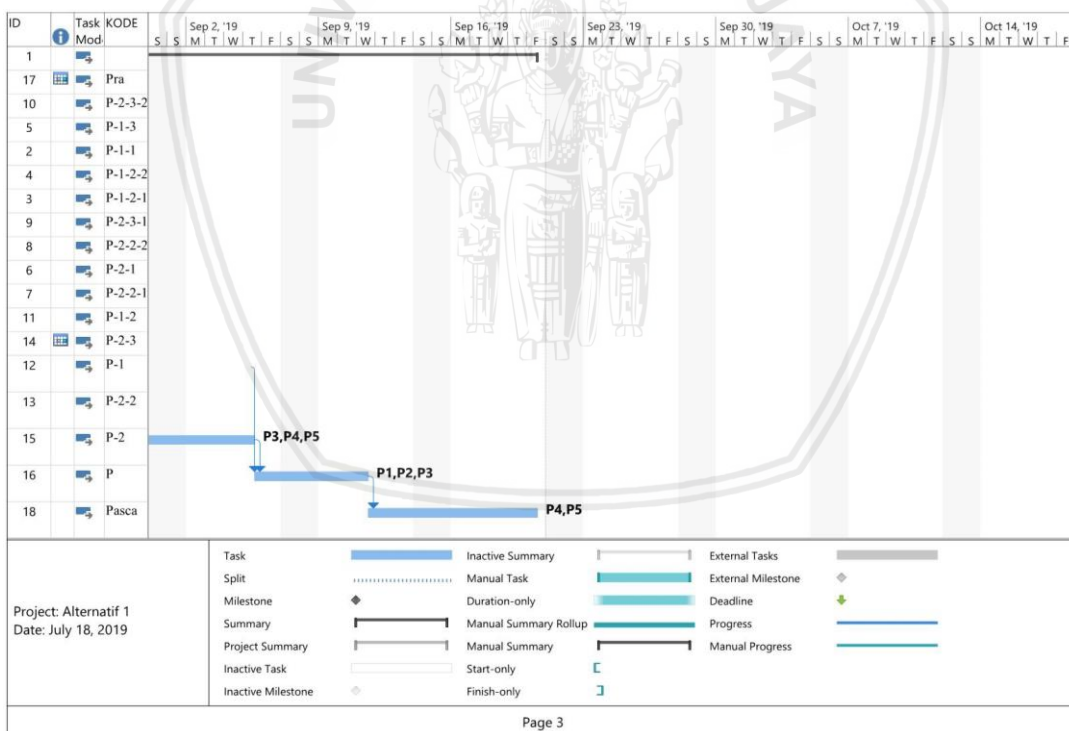 ID Task Mod KODE Sep 2, '19 Sep 9, '19 Sep 16, '19 Sep 23, '19 Sep 30, '19 Oct 7, '19 Oct 14, '19
S S M T W T F S S M T W T F S S M T W T F S S M T W T F S S M T W T F S S M T W T F S S M T W T F
1
17 Pra
10 P-2-3-2
5 P-1-3
2 P-1-1
4 P-1-2-2
3 P-1-2-1
9 P-2-3-1
8 P-2-2-2
6 P-2-1
7 P-2-2-1
11 P-1-2
14 P-2-3
12 P-1
13 P-2-2
15 P-2 P3,P4,P5
16 P P1,P2,P3
18 Pasca P4,P5
UNIV
JAYA
Project: Alternatif 1
Date: July 18, 2019
Task Inactive Summary External Tasks
Split Manual Task External Milestone
Milestone Duration-only Deadline
Summary Manual Summary Rollup Progress
Project Summary Manual Summary Manual Progress
Inactive Task Start-only
Inactive Milestone Finish-only
Page 3